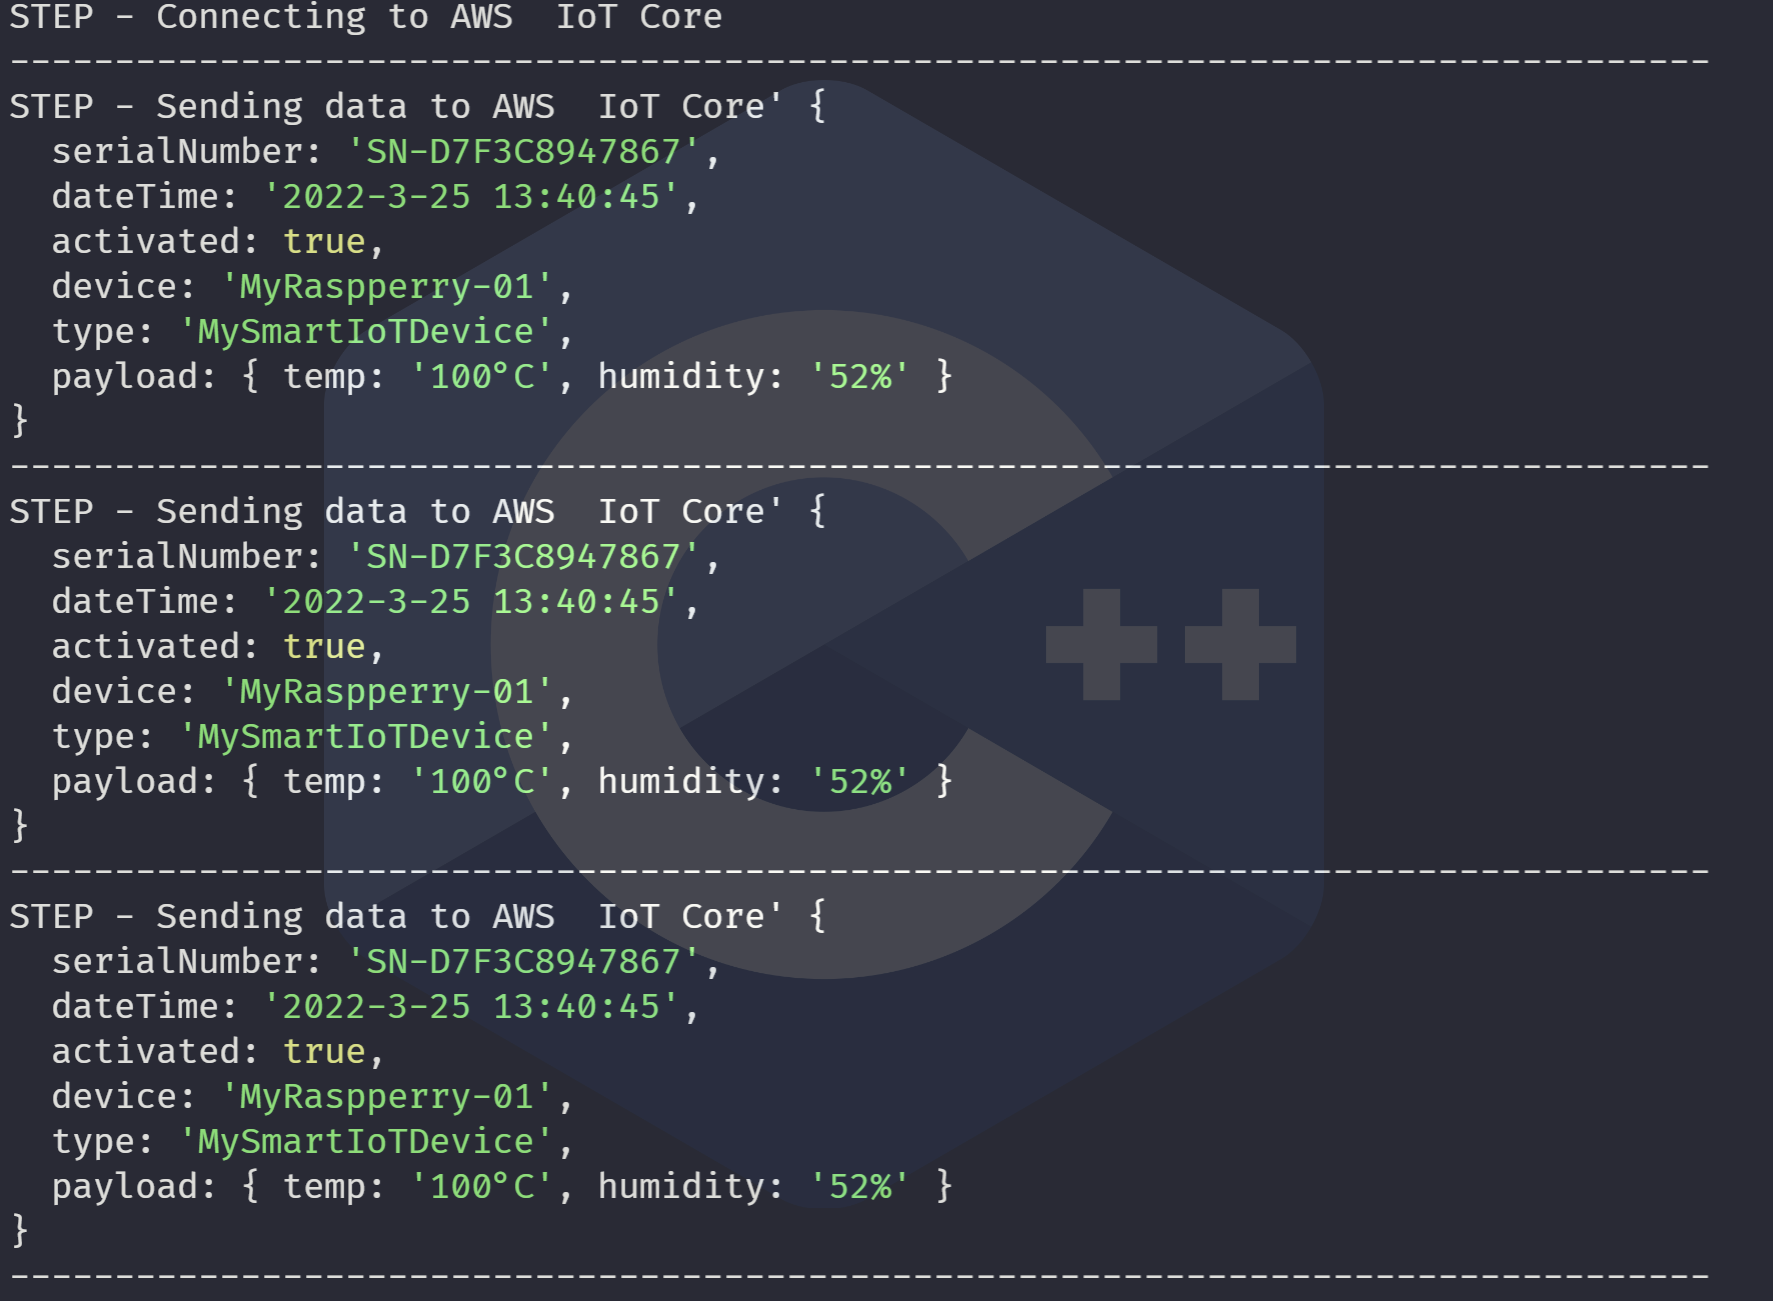 STEP - Connecting to AWS  IoT Core
---------------------------------------------------------------------------------
STEP - Sending data to AWS  IoT Core' {
  serialNumber: 'SN-D7F3C8947867',
  dateTime: '2022-3-25 13:40:45',
  activated: true,
  device: 'MyRaspperry-01',
  type: 'MySmartIoTDevice',
  payload: { temp: '100°C', humidity: '52%' }
}
---------------------------------------------------------------------------------
STEP - Sending data to AWS  IoT Core' {
  serialNumber: 'SN-D7F3C8947867',
  dateTime: '2022-3-25 13:40:45',
  activated: true,
  device: 'MyRaspperry-01',
  type: 'MySmartIoTDevice',
  payload: { temp: '100°C', humidity: '52%' }
}
---------------------------------------------------------------------------------
STEP - Sending data to AWS  IoT Core' {
  serialNumber: 'SN-D7F3C8947867',
  dateTime: '2022-3-25 13:40:45',
  activated: true,
  device: 'MyRaspperry-01',
  type: 'MySmartIoTDevice',
  payload: { temp: '100°C', humidity: '52%' }
}
---------------------------------------------------------------------------------
C++